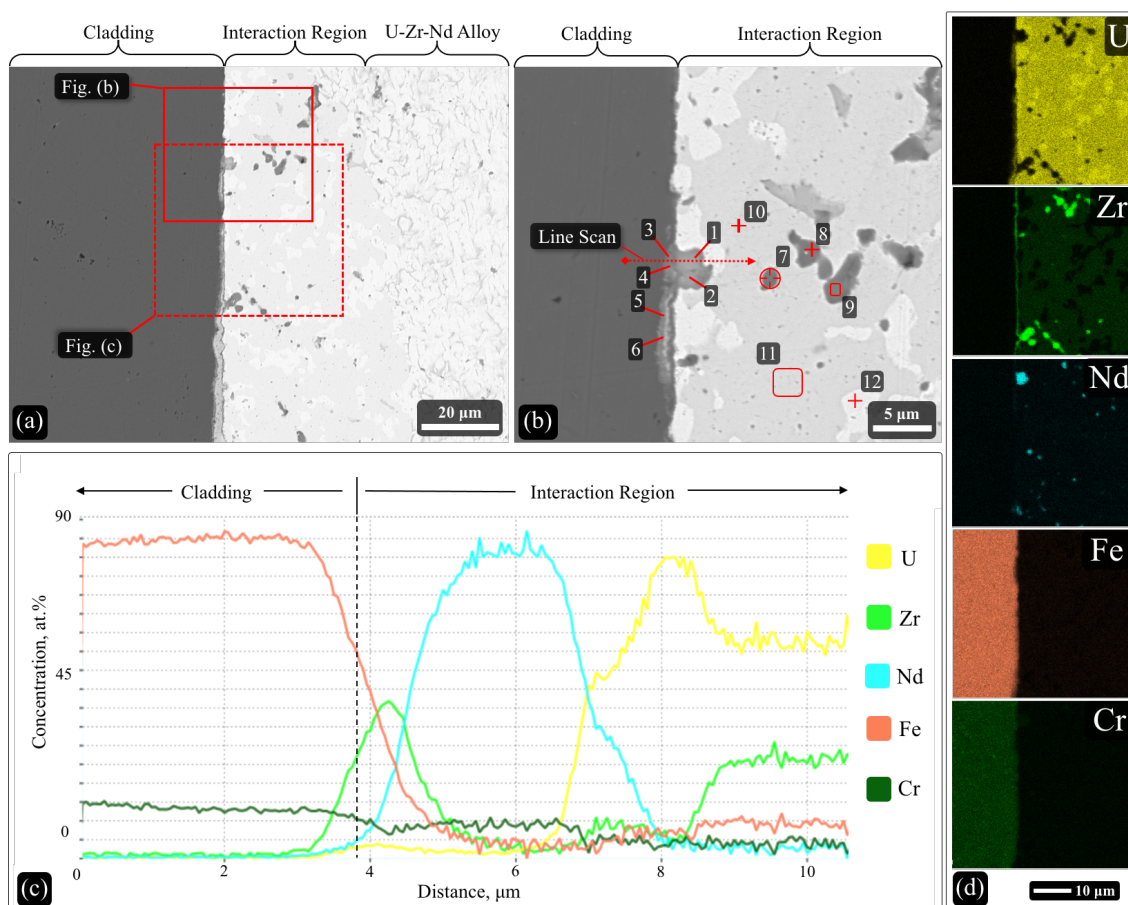 Cladding Interaction Region U-Zr-Nd Alloy
Fig. (b)
Fig. (c)
(a)
20 μm
Cladding Interaction Region
Line Scan
3
1
4
2
5
6
10
8
7
9
11
12
(b)
5 μm
U
Zr
Nd
Fe
Cr
(d)
10 μm
Cladding Interaction Region
90
45
0
Concentration, at.%
0 2 4 6 8 10
Distance, μm
U
Zr
Nd
Fe
Cr
(c)